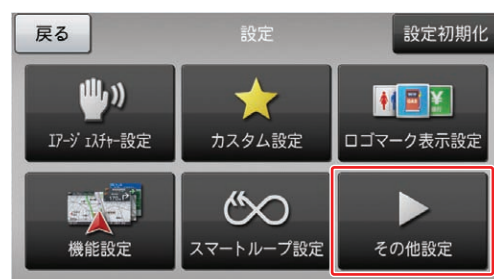 戻る
設定
設定初期化
エアージェスチャー設定
カスタム設定
ロゴマーク表示設定
機能設定
スマートループ設定
その他設定